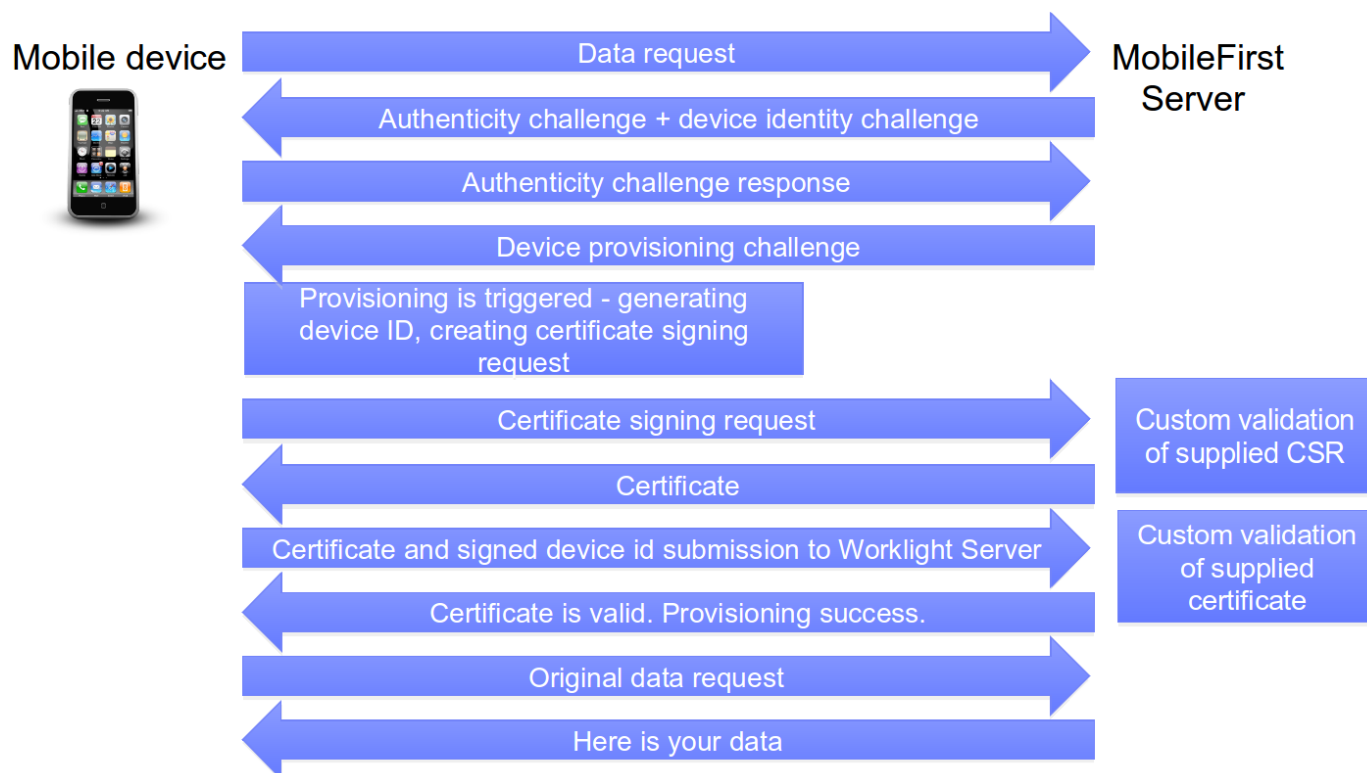 Mobile device
Data request
MobileFirst
Server
Authenticity challenge + device identity challenge
Authenticity challenge response
Device provisioning challenge
Provisioning is triggered - generating
device ID, creating certificate signing
request
Certificate signing request
Custom validation
of supplied CSR
Certificate
Certificate and signed device id submission to Worklight Server
Custom validation
of supplied
certificate
Certificate is valid. Provisioning success.
Original data request
Here is your data